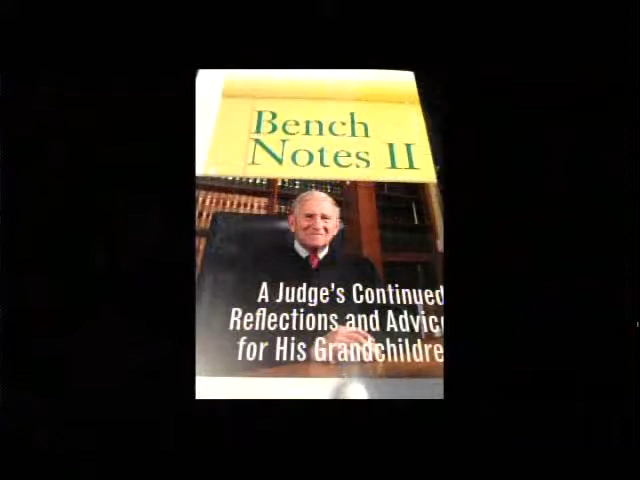 Bench
Notes II
A Judge's Continued
Reflections and Advic
for His Grandchildre